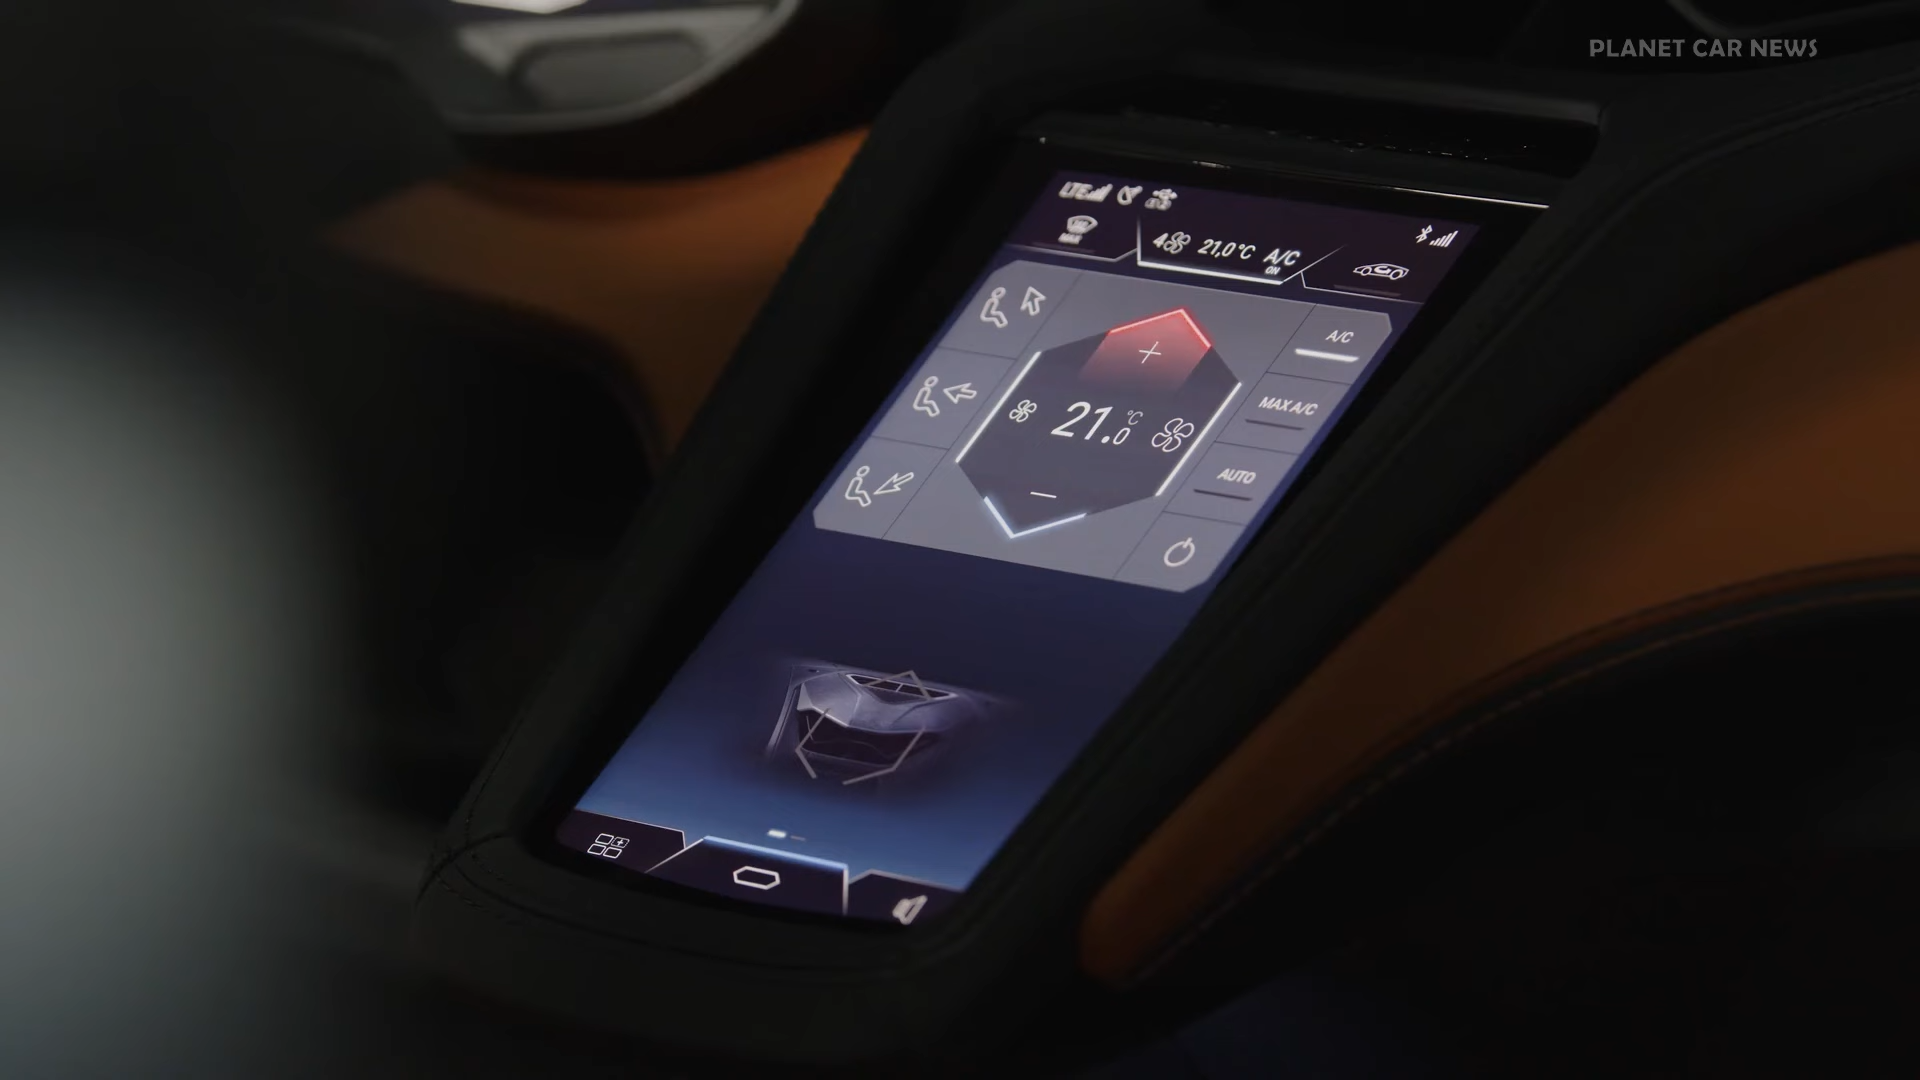 PLANET CAR NEWS
LTE
MAX
4 21,0°C A/C
ON
A/C
MAX A/C
21.0 °C
AUTO